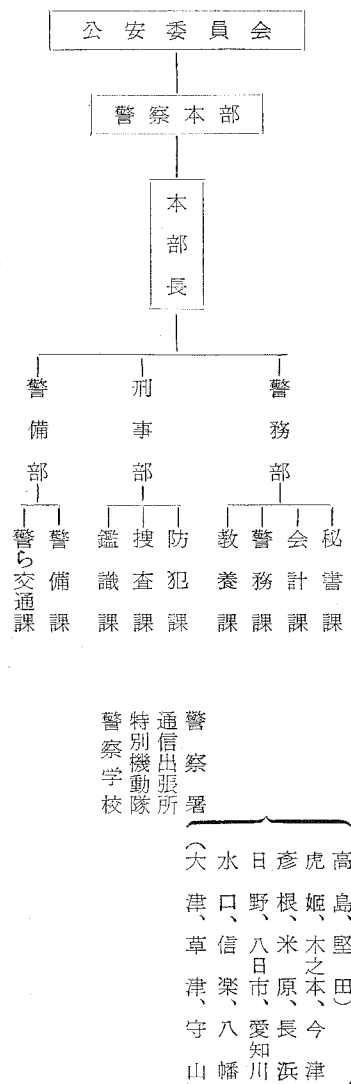 公安委員会
警察本部
本部長
警務部
秘書課
会計課
警務課
教養課
刑事部
防犯課
捜査課
鑑識課
警備部
警備課
警ら交通課
警察署
通信出張所
特別機動隊
警察学校
(大津、草津、守山
水口、信楽、八幡
日野、八日市、愛知川
彦根、米原、長浜
虎姫、木之本、今津
高島、堅田)